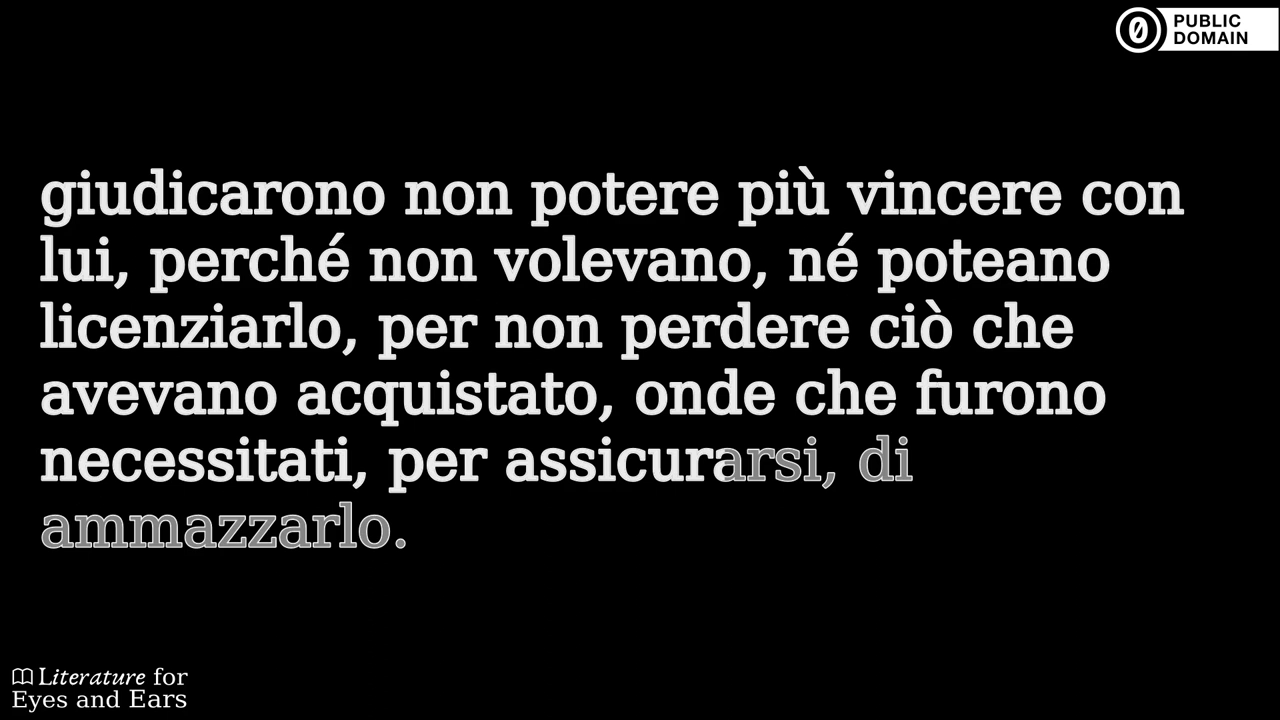 PUBLIC
DOMAIN
giudicarono non potere più vincere con
lui, perché non volevano, né poteano
licenziarlo, per non perdere ciò che
avevano acquistato, onde che furono
necessitati, per assicurarsi, di
ammazzarlo.
Literature for
Eyes and Ears